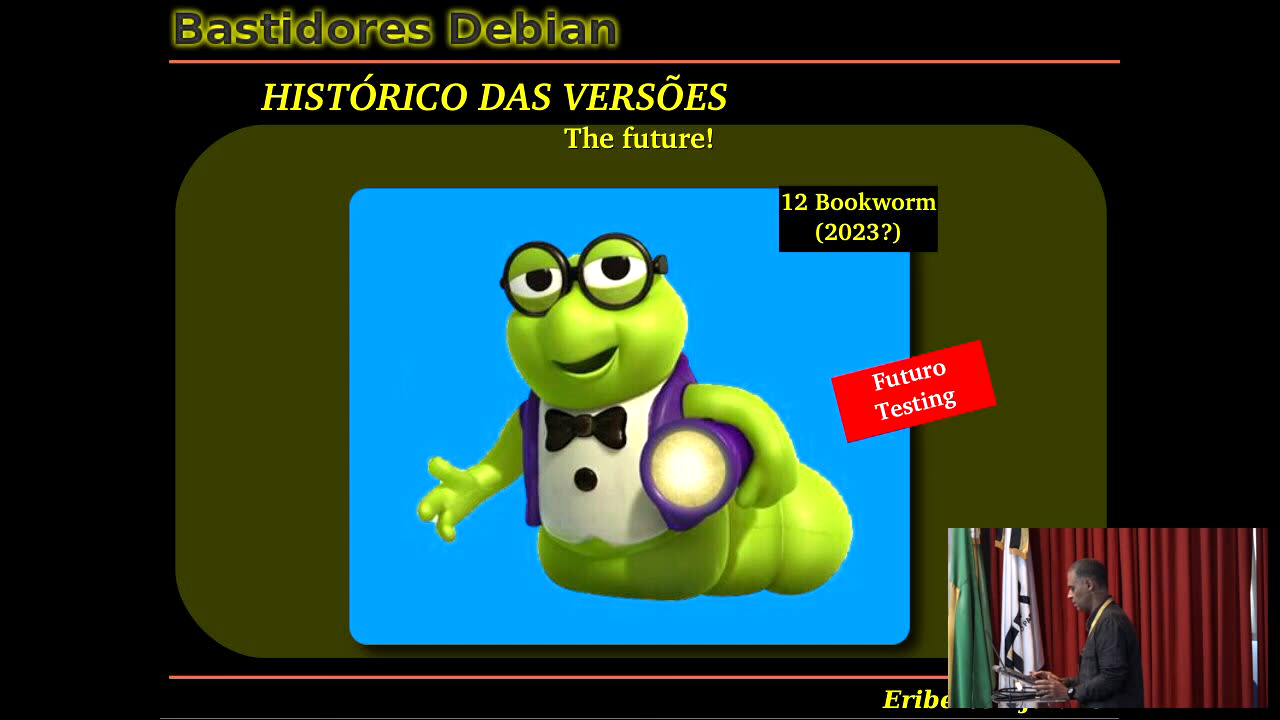 Bastidores Debian
HISTÓRICO DAS VERSÕES
The future!
12 Bookworm
(2023?)
Futuro
Testing